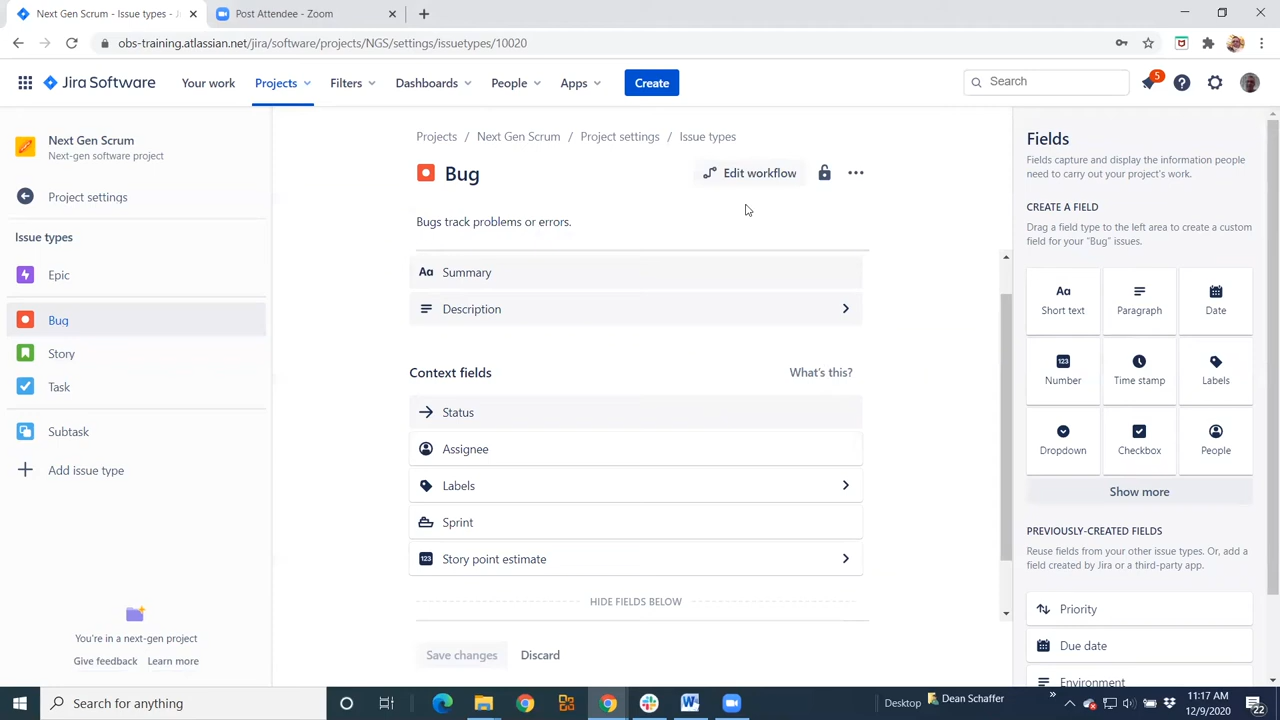 Next Gen Scrum - Issue types - J
Post Attendee - Zoom
obs-training.atlassian.net/jira/software/projects/NGS/settings/issuetypes/10020
Jira Software
Your work
Projects
Filters
Dashboards
People
Apps
Create
Search
5
Next Gen Scrum
Next-gen software project
Project settings
Issue types
Epic
Bug
Story
Task
Subtask
Add issue type
You're in a next-gen project
Give feedback Learn more
Projects / Next Gen Scrum / Project settings / Issue types
Bug
Edit workflow
Bugs track problems or errors.
Aa Summary
Description
Context fields
What's this?
Status
Assignee
Labels
Sprint
123 Story point estimate
HIDE FIELDS BELOW
Save changes
Discard
Fields
Fields capture and display the information people
need to carry out your project's work.
CREATE A FIELD
Drag a field type to the left area to create a custom
field for your "Bug" issues.
Aa
Short text
Paragraph
Date
123
Number
Time stamp
Labels
Dropdown
Checkbox
People
Show more
PREVIOUSLY-CREATED FIELDS
Reuse fields from your other issue types. Or, add a
field created by Jira or a third-party app.
Priority
Due date
Environment
Search for anything
Desktop
Dean Schaffer
11:17 AM
12/9/2020
22